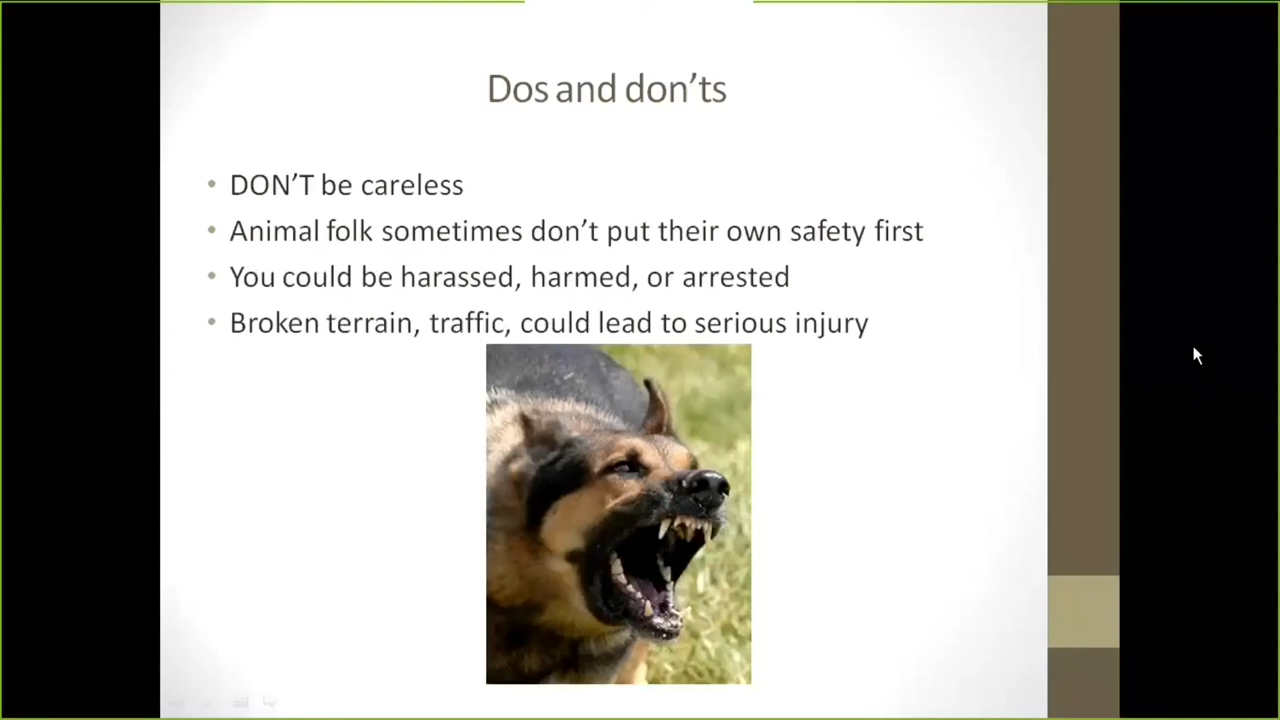 Dos and don’ts
• DON’T be careless
• Animal folk sometimes don’t put their own safety first
• You could be harassed, harmed, or arrested
• Broken terrain, traffic, could lead to serious injury